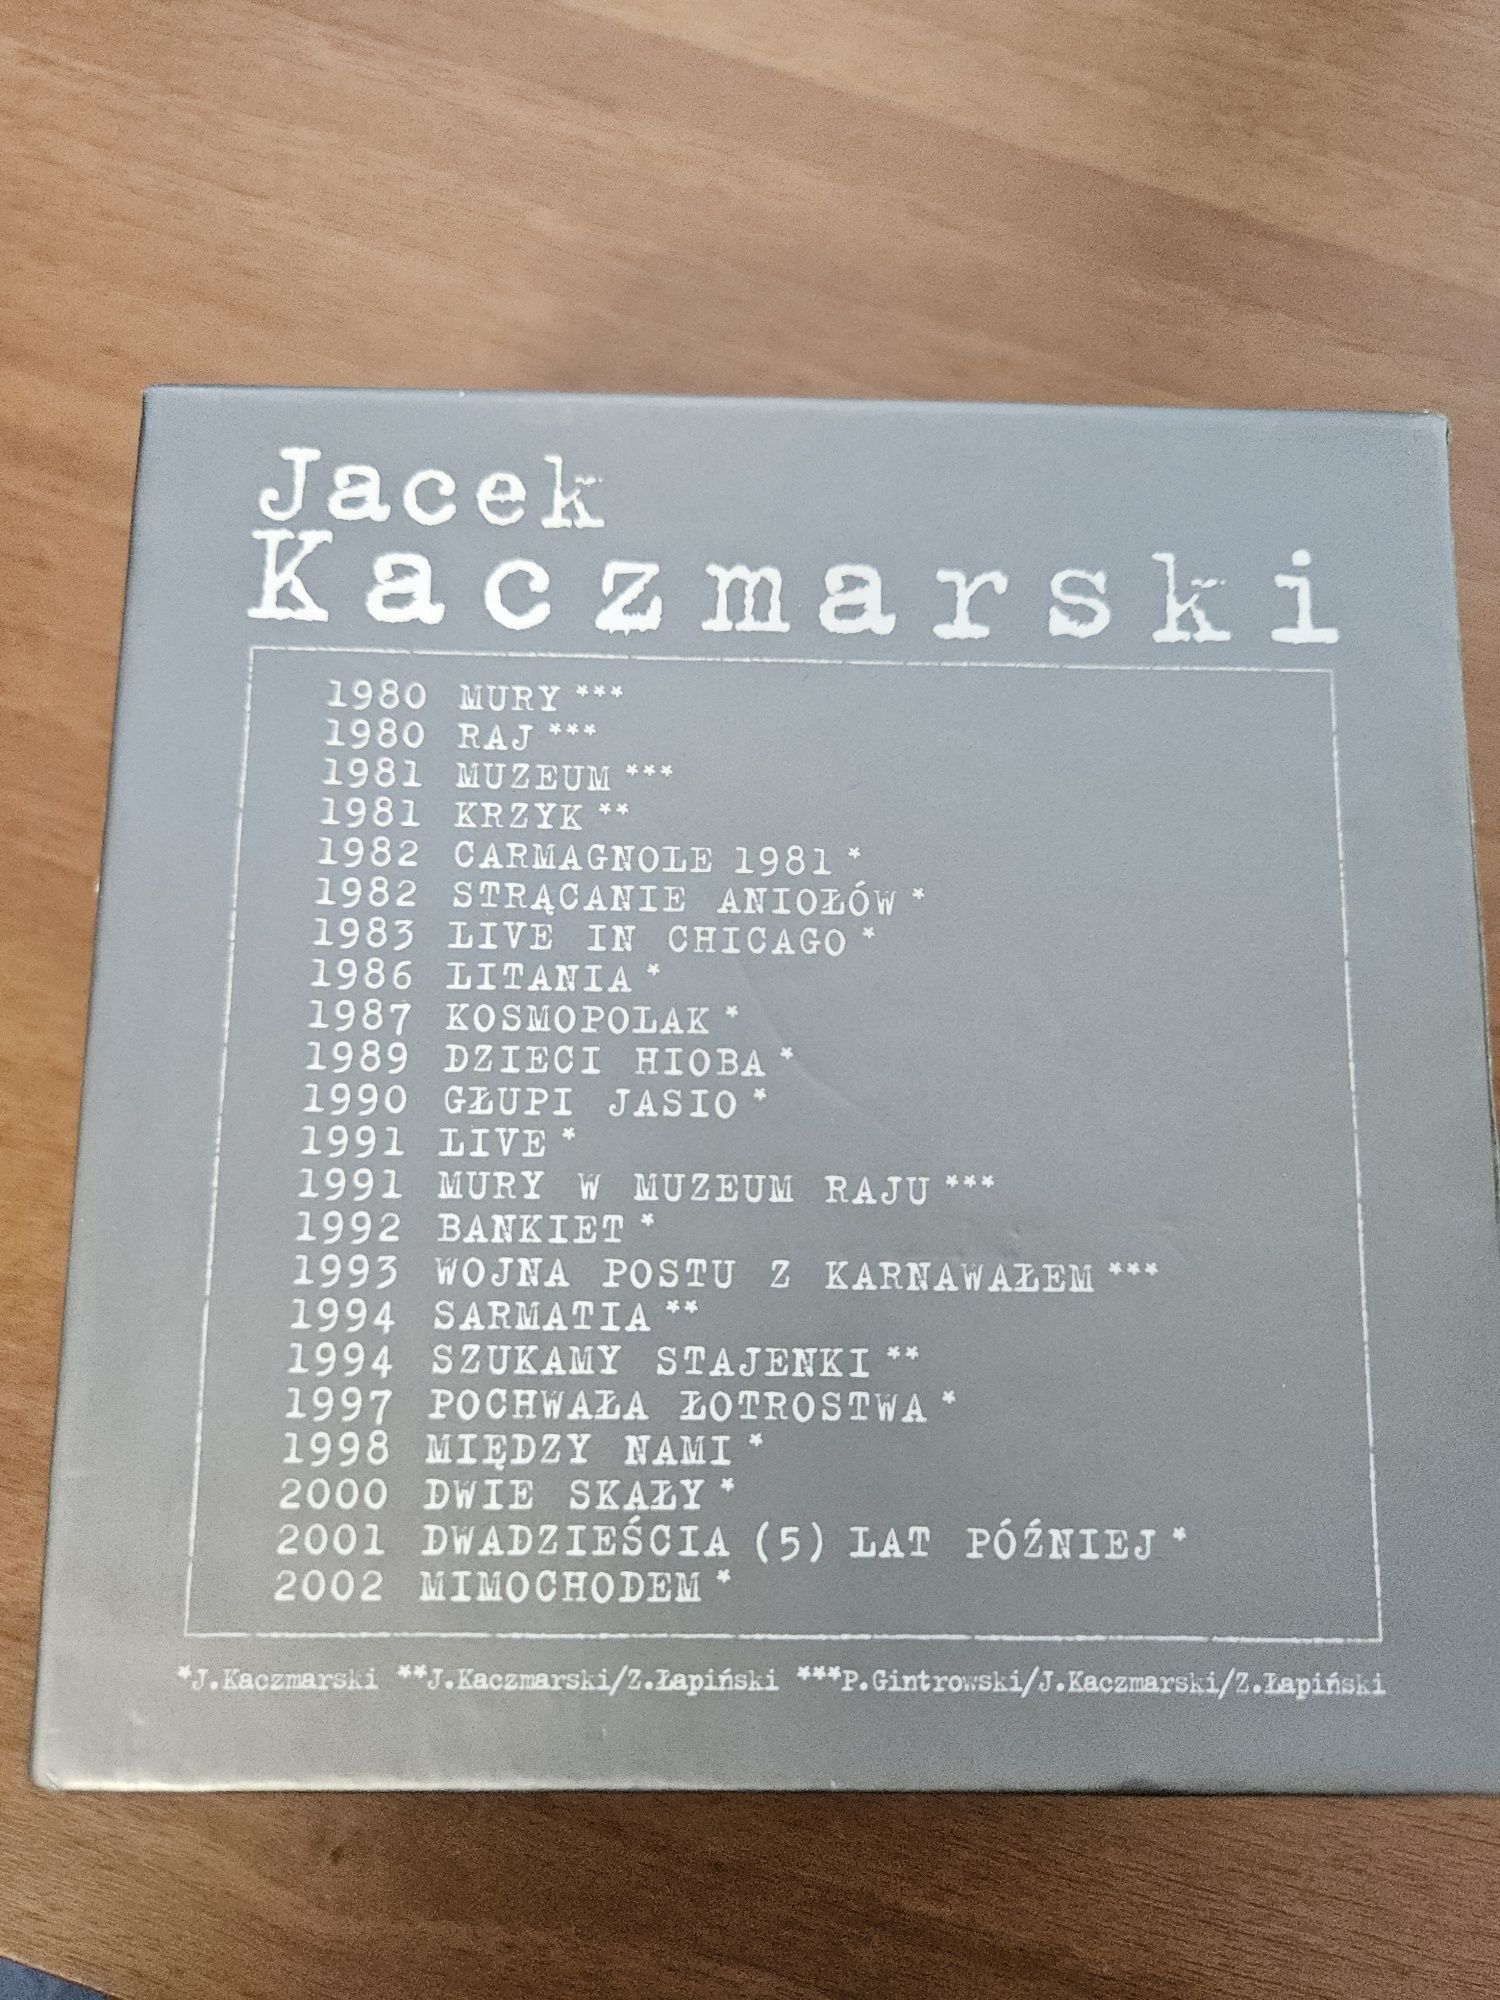 Jacek
Kaczmarski
1980 MURY ***
1980 RAJ ***
1981 MUZEUM ***
1981 KRZYK **
1982 CARMAGNOLE 1981 *
1982 STRĄCANIE ANIOŁÓW *
1983 LIVE IN CHICAGO *
1986 LITANIA *
1987 KOSMOPOLAK *
1989 DZIECI HIOBA *
1990 GŁUPI JASIO *
1991 LIVE *
1991 MURY W MUZEUM RAJU ***
1992 BANKIET *
1993 WOJNA POSTU Z KARNAWAŁEM ***
1994 SARMATIA **
1994 SZUKAMY STAJENKI **
1997 POCHWAŁA ŁOTROSTWA *
1998 MIĘDZY NAMI *
2000 DWIE SKAŁY *
2001 DWADZIEŚCIA (5) LAT PÓŹNIEJ *
2002 MIMOCHODEM *
*J.Kaczmarski **J.Kaczmarski/Z.Łapiński ***P.Gintrowski/J.Kaczmarski/Z.Łapiński